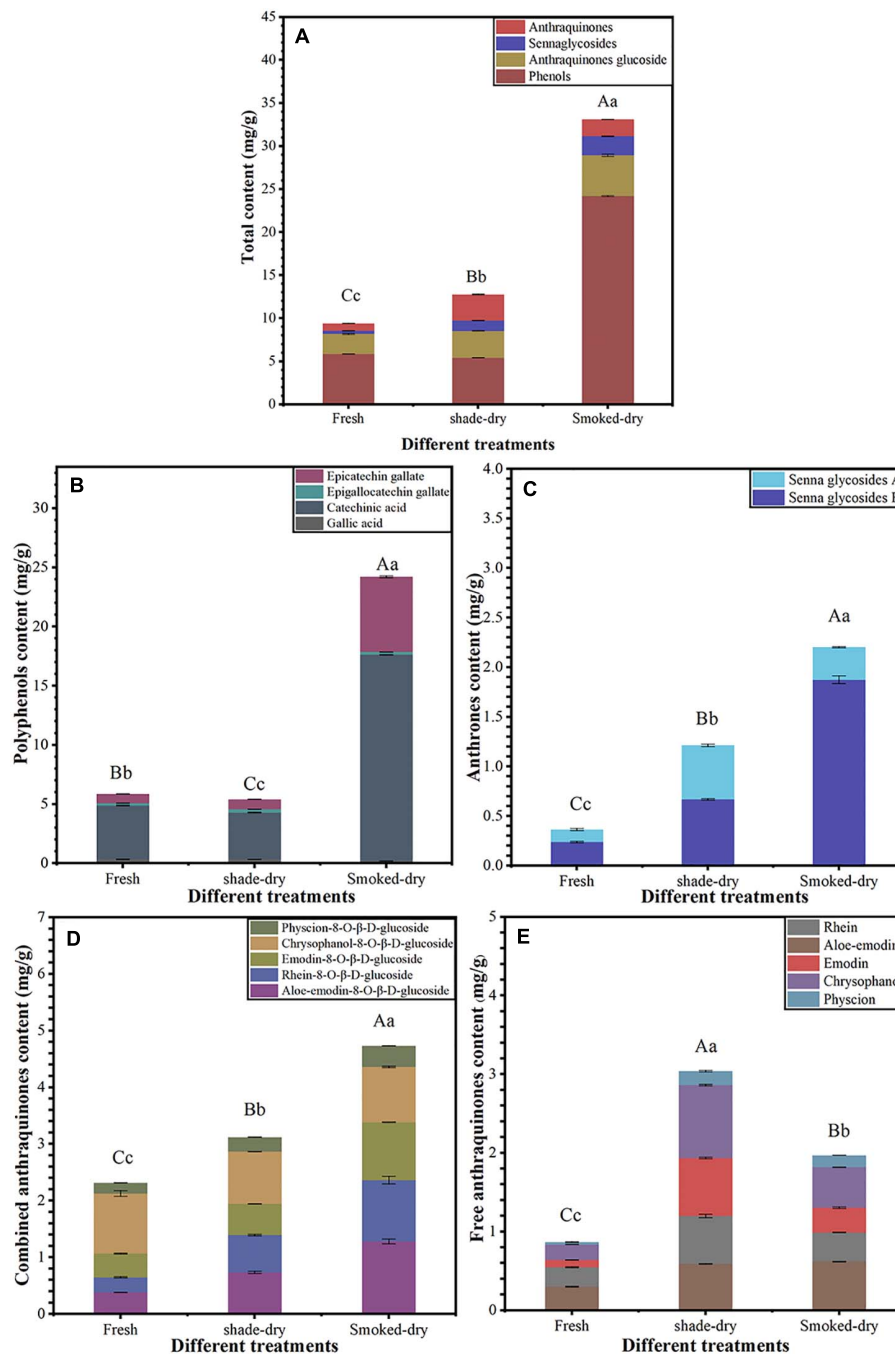 A
Anthraquinones
Sennaglycosides
Anthraquinones glucoside
Phenols
45
40
35
30
25
20
15
10
5
0
Total content (mg/g)
Cc
Bb
Aa
Fresh
shade-dry
Smoked-dry
Different treatments
B
Epicatechin gallate
Epigallocatechin gallate
Catechinic acid
Gallic acid
30
25
20
15
10
5
0
Polyphenols content (mg/g)
Bb
Cc
Aa
Fresh
shade-dry
Smoked-dry
Different treatments
C
Senna glycosides A
Senna glycosides
4.0
3.5
3.0
2.5
2.0
1.5
1.0
0.5
0.0
Anthrones content (mg/g)
Cc
Bb
Aa
Fresh
shade-dry
Smoked-dry
Different treatments
D
Physcion-8-O-β-D-glucoside
Chrysophanol-8-O-β-D-glucoside
Emodin-8-O-β-D-glucoside
Rhein-8-O-β-D-glucoside
Aloe-emodin-8-O-β-D-glucoside
7
6
5
4
3
2
1
0
Combined anthraquinones content (mg/g)
Cc
Bb
Aa
Fresh
shade-dry
Smoked-dry
Different treatments
E
Rhein
Aloe-emodin
Emodin
Chrysophano
Physcion
5
4
3
2
1
0
Free anthraquinones content (mg/g)
Cc
Aa
Bb
Fresh
shade-dry
Smoked-dry
Different treatments